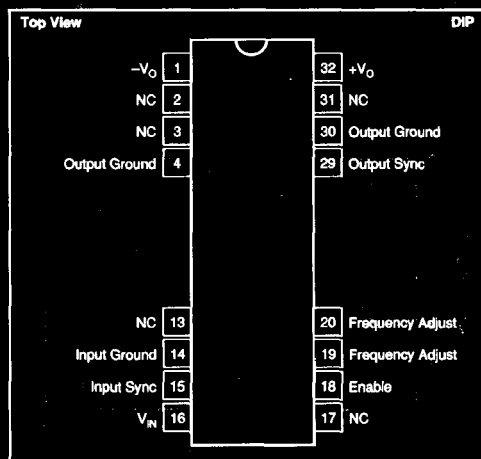 Top View DIP
–VO 1 32 +VO
NC 2 31 NC
NC 3 30 Output Ground
Output Ground 4 29 Output Sync
NC 13 20 Frequency Adjust
Input Ground 14 19 Frequency Adjust
Input Sync 15 18 Enable
VIN 16 17 NC